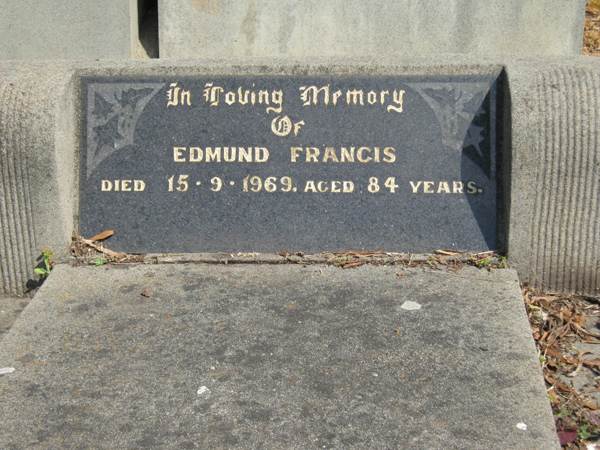 In Loving Memory
Of
EDMUND FRANCIS
DIED 15·9·1969. AGED 84 YEARS.